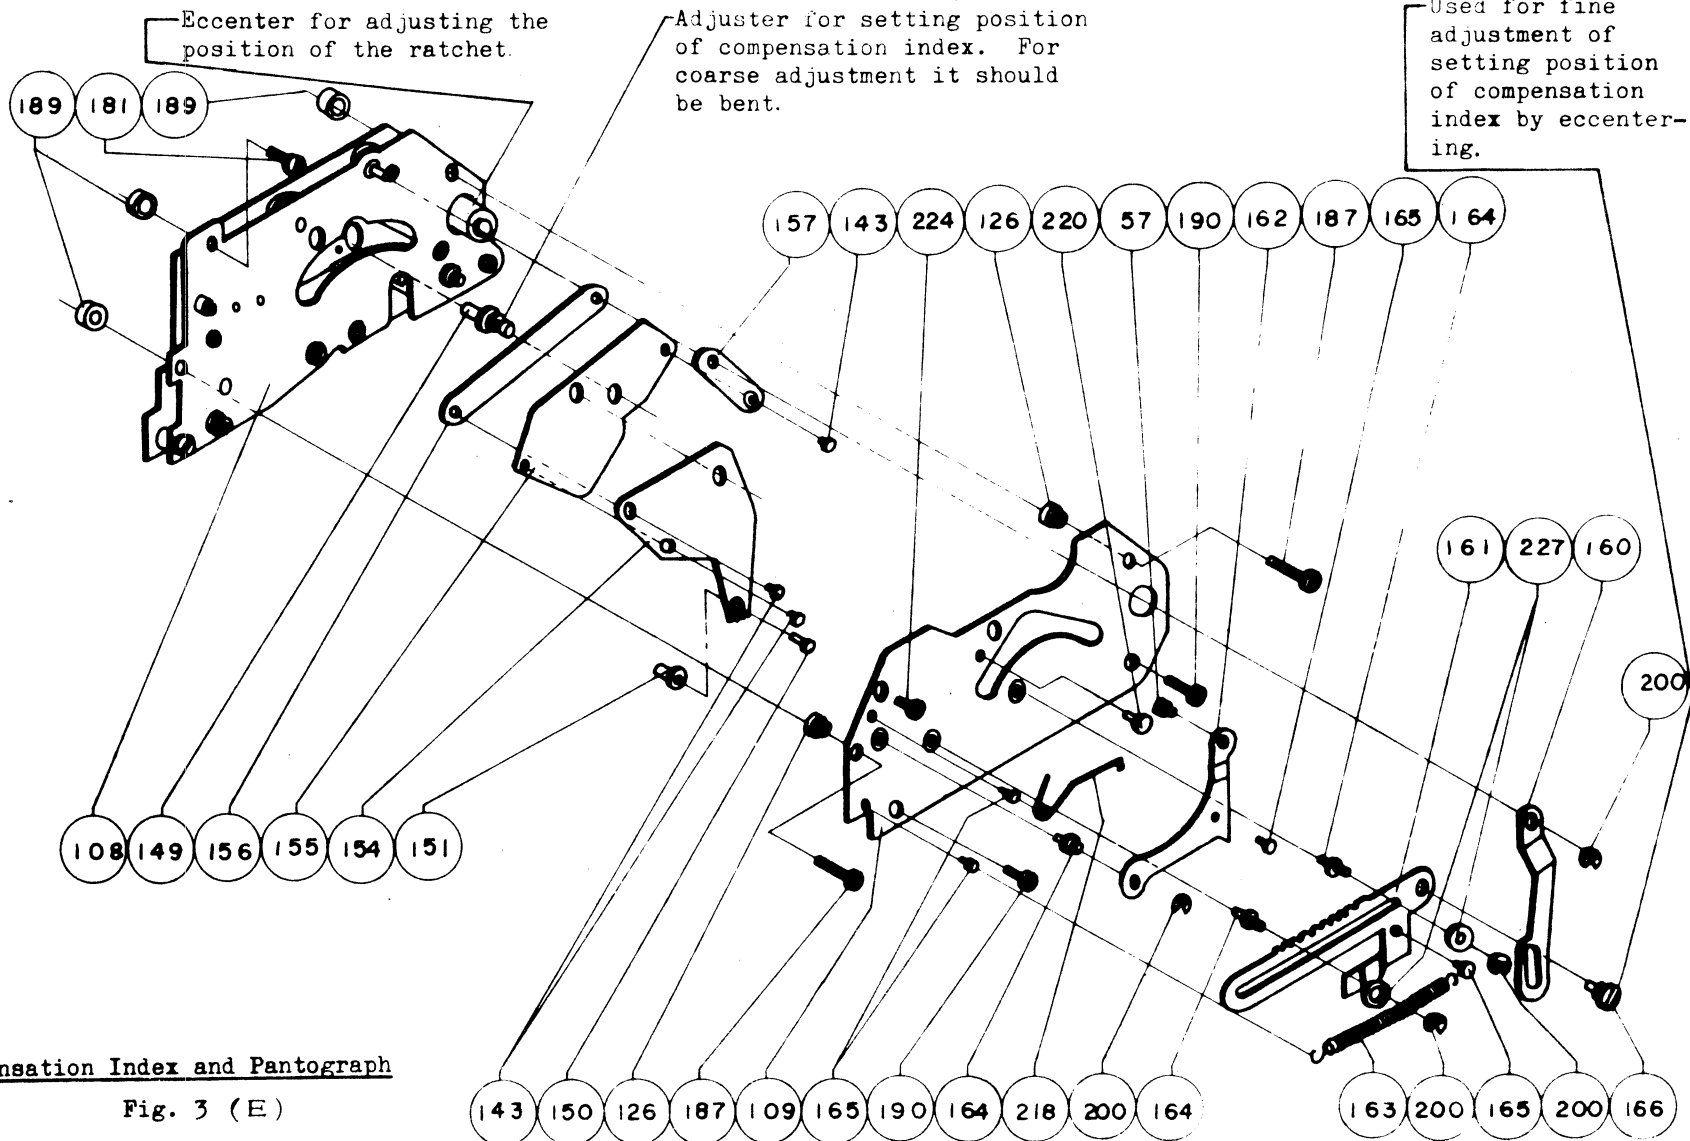 Eccenter for adjusting the
position of the ratchet.
Adjuster for setting position
of compensation index. For
coarse adjustment it should
be bent.
Used for fine
adjustment of
setting position
of compensation
index by eccenter-
ing.
189 181 189
157 143 224 126 220 57 190 162 187 165 164
161 227 160
200
108 149 156 155 154 151
nsation Index and Pantograph
Fig. 3 (E)
143 150 126 187 109 165 190 164 218 200 164
163 200 165 200 166